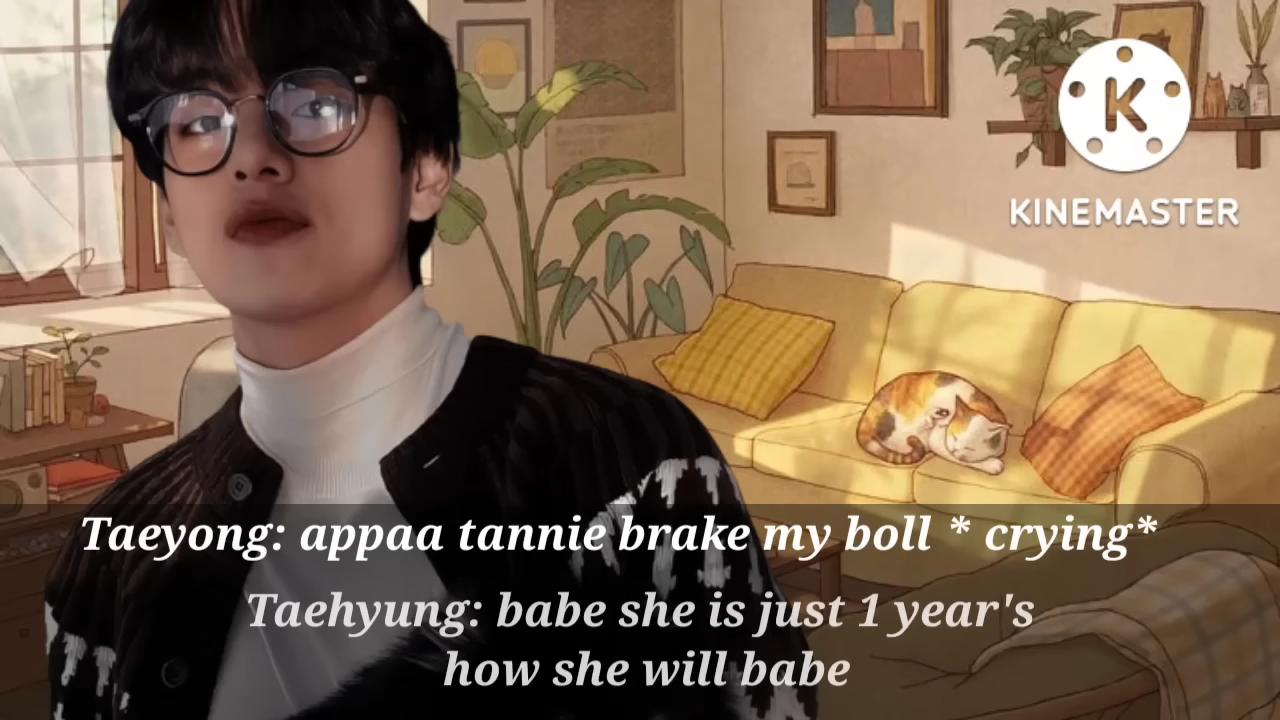 K
KINEMASTER
Taeyong: appaa tannie brake my boll * crying*
Taehyung: babe she is just 1 year's
how she will babe